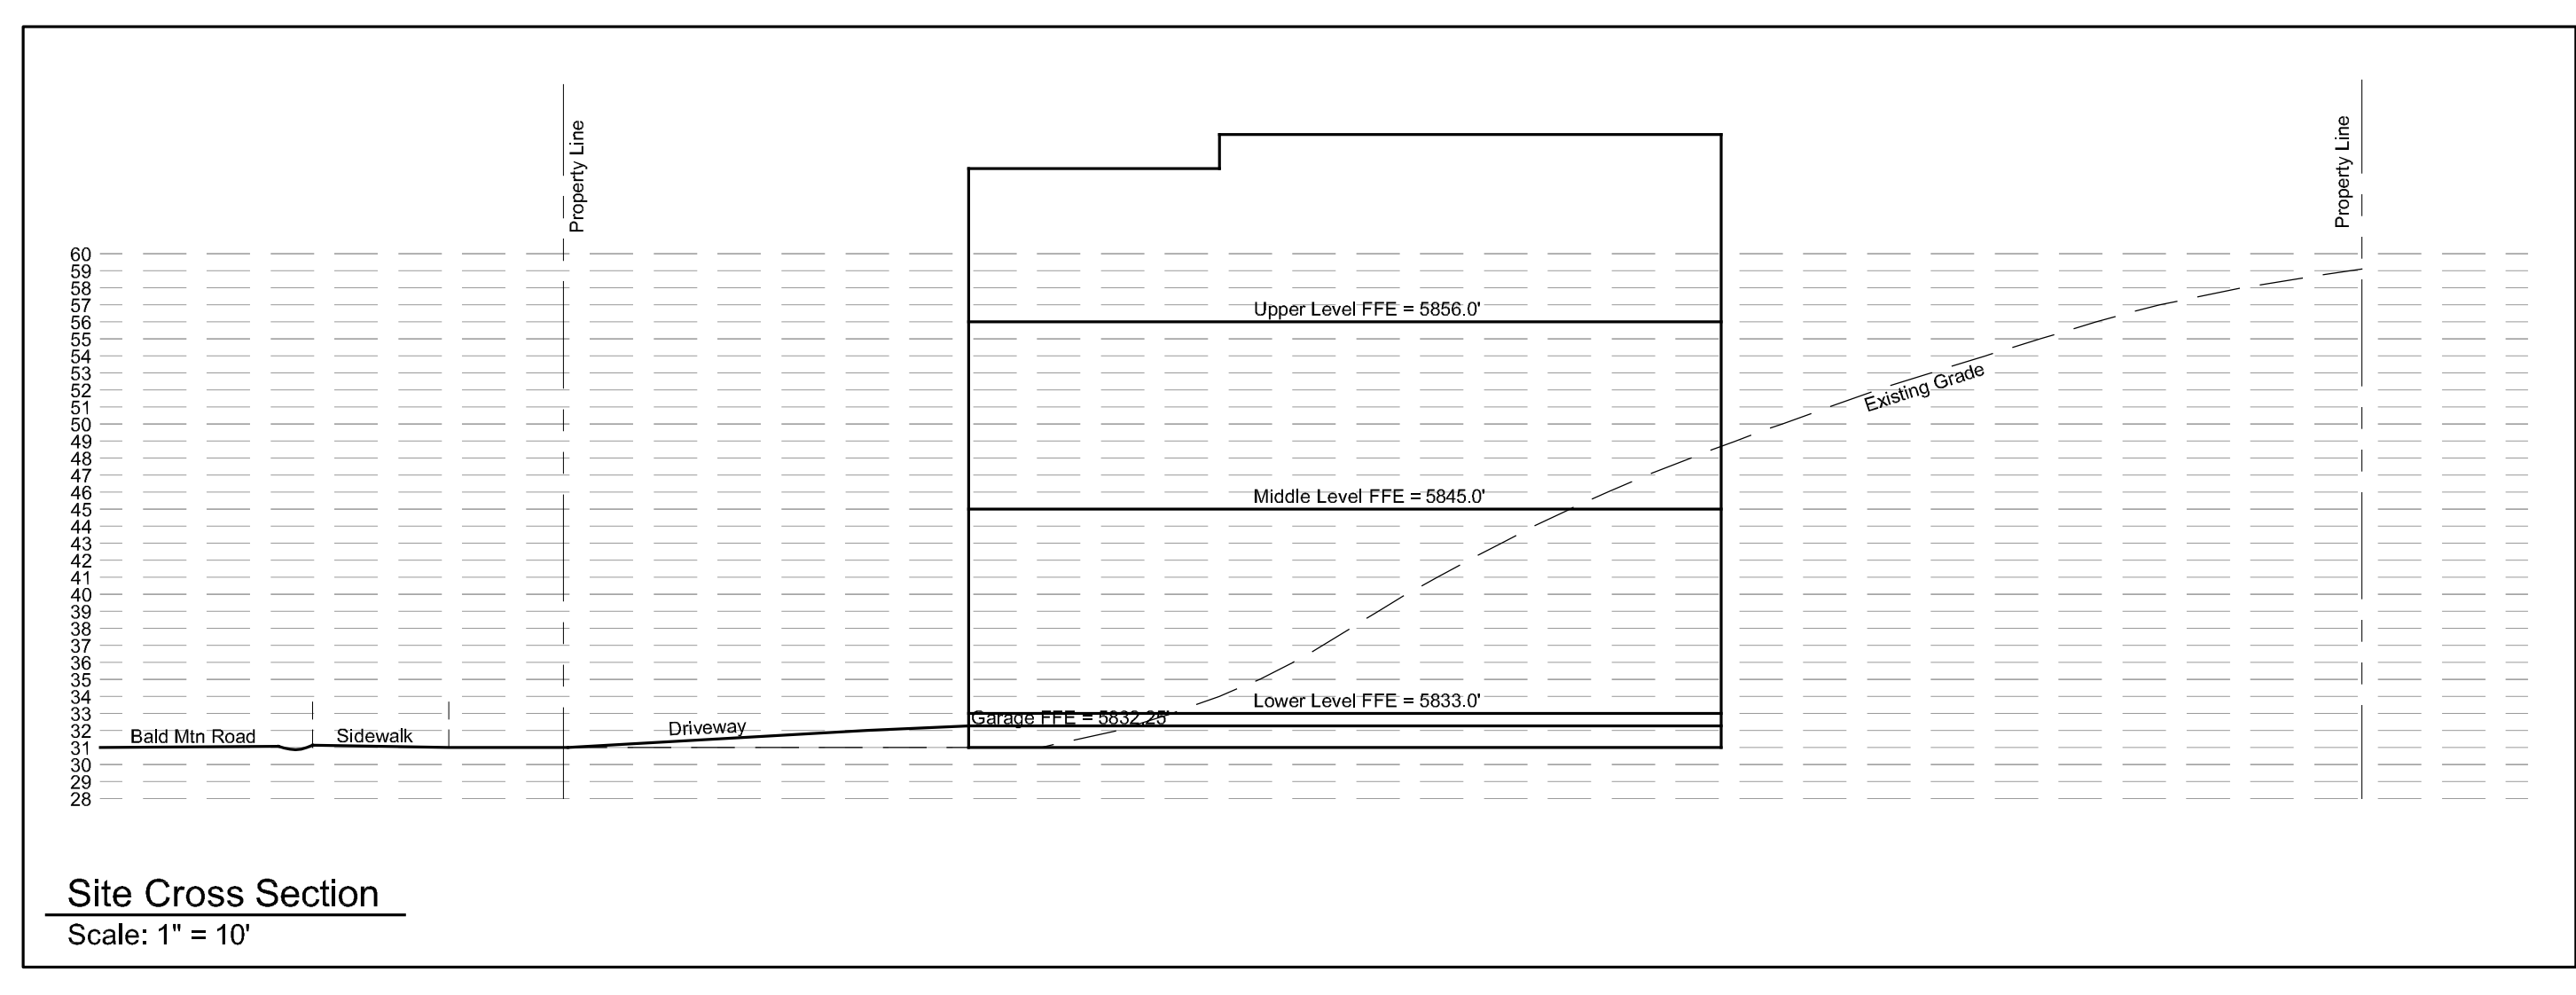 Property Line
Property Line
60
59
58
57
Upper Level FFE = 5856.0'
56
55
54
53
52
Existing Grade
51
50
49
48
47
46
Middle Level FFE = 5845.0'
45
44
43
42
41
40
39
38
37
36
35
34
Lower Level FFE = 5833.0'
33
Garage FFE = 5832.25'
32
Driveway
Bald Mtn Road
Sidewalk
31
30
29
28
Site Cross Section
Scale: 1" = 10'